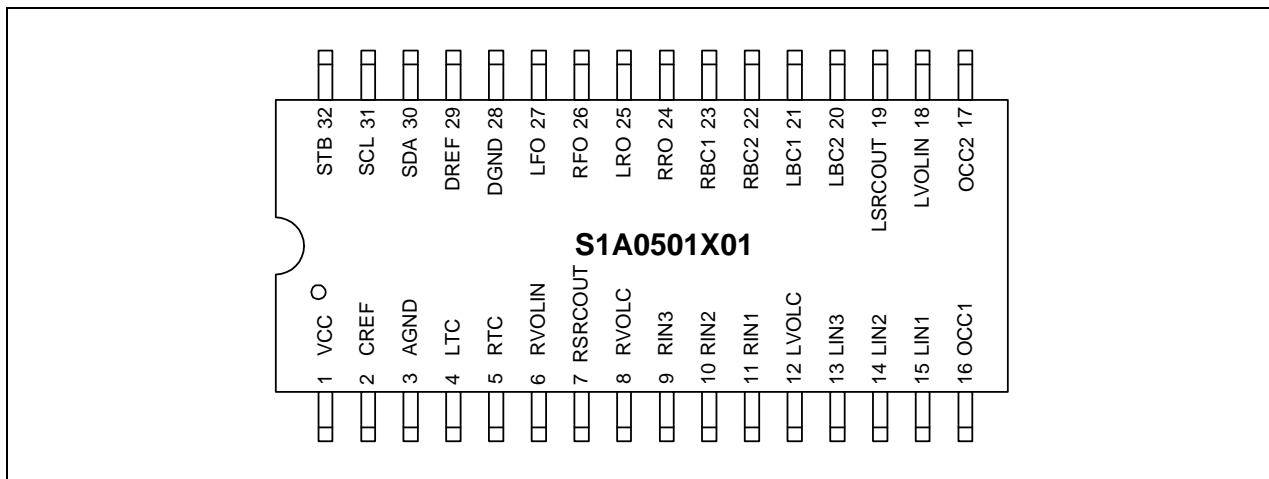 STB 32
SCL 31
SDA 30
DREF 29
DGND 28
LFO 27
RFO 26
LRO 25
RRO 24
RBC1 23
RBC2 22
LBC1 21
LBC2 20
LSRCOUT 19
LVOLIN 18
OCC2 17
S1A0501X01
1 VCC
2 CREF
3 AGND
4 LTC
5 RTC
6 RVOLIN
7 RSRCOUT
8 RVOLC
9 RIN3
10 RIN2
11 RIN1
12 LVOLC
13 LIN3
14 LIN2
15 LIN1
16 OCC1